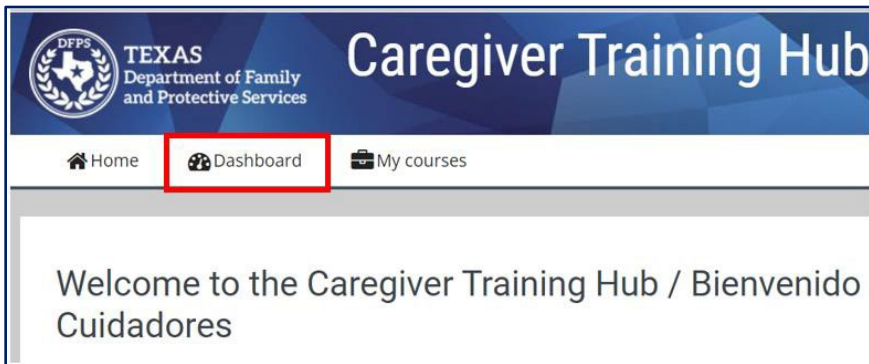 DFPS
TEXAS
Department of Family
and Protective Services
Caregiver Training Hub
Home Dashboard My courses
Welcome to the Caregiver Training Hub / Bienvenido
Cuidadores